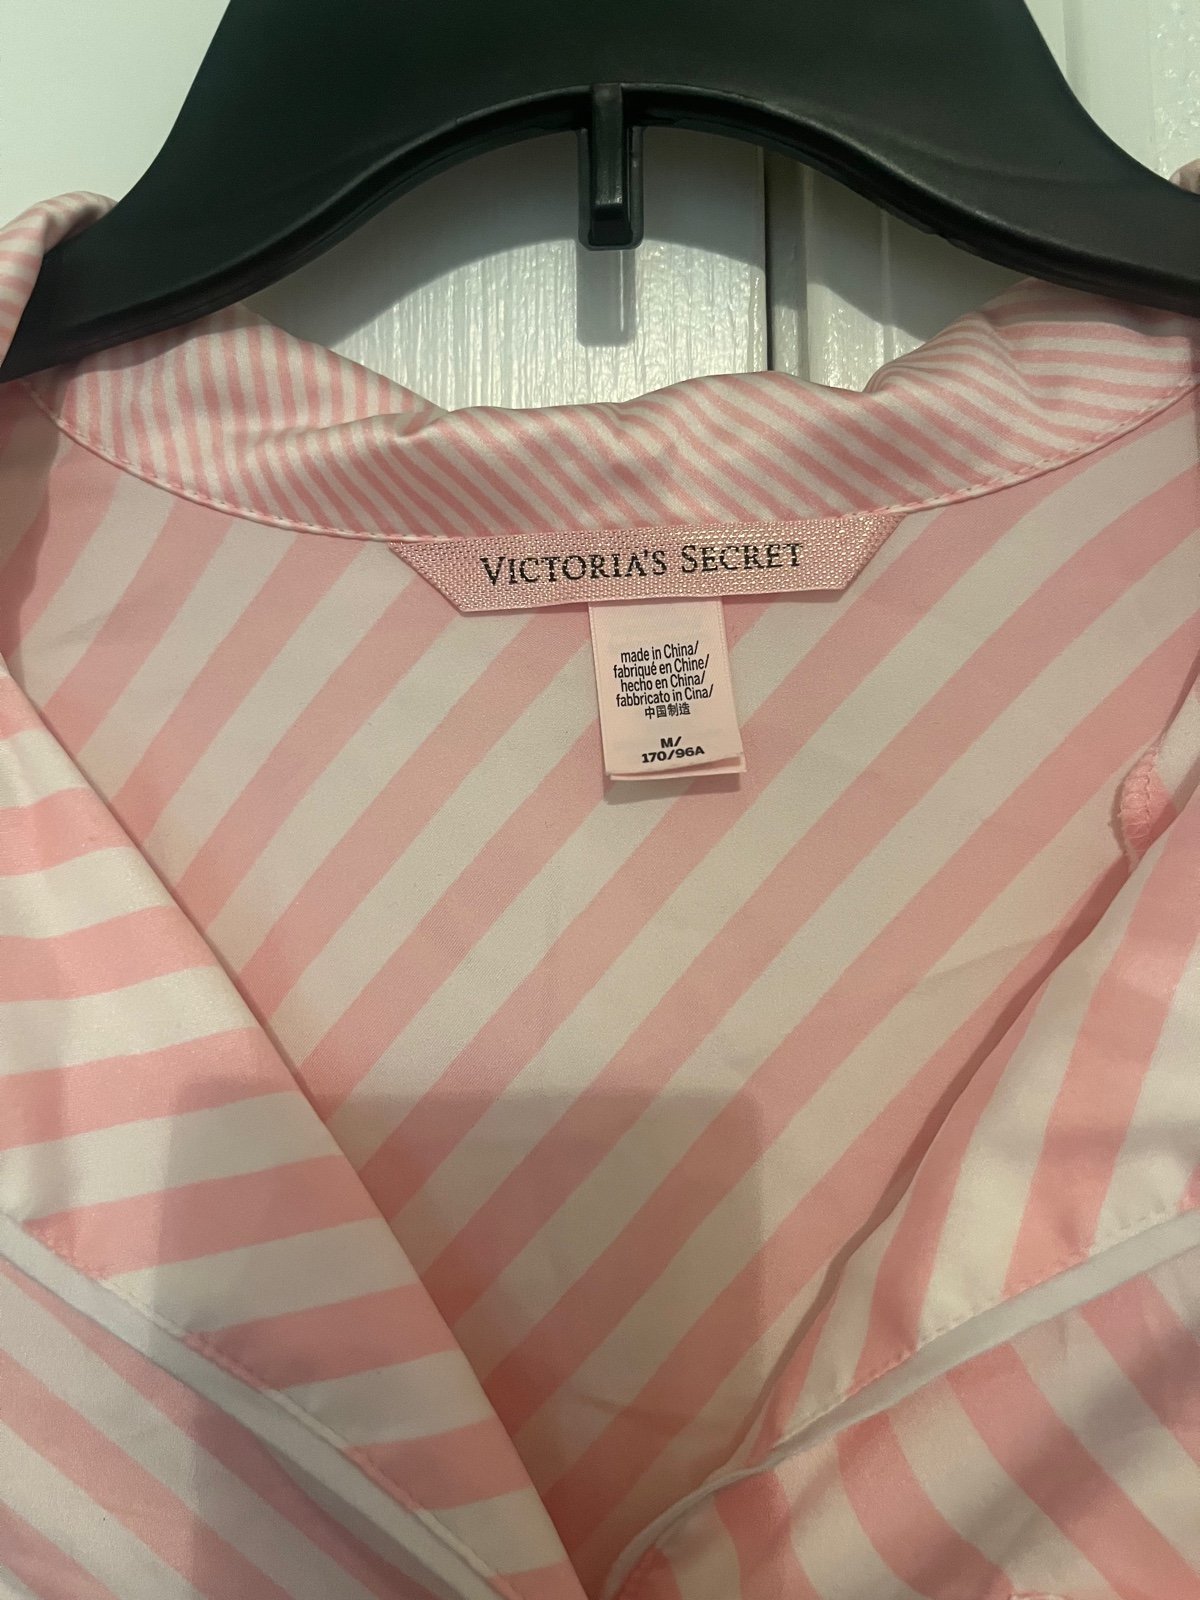 VICTORIA'S SECRET
made in China/
fabriqué en Chine/
hecho en China/
fabbricato in Cina/
中国制造
M/
170/96A